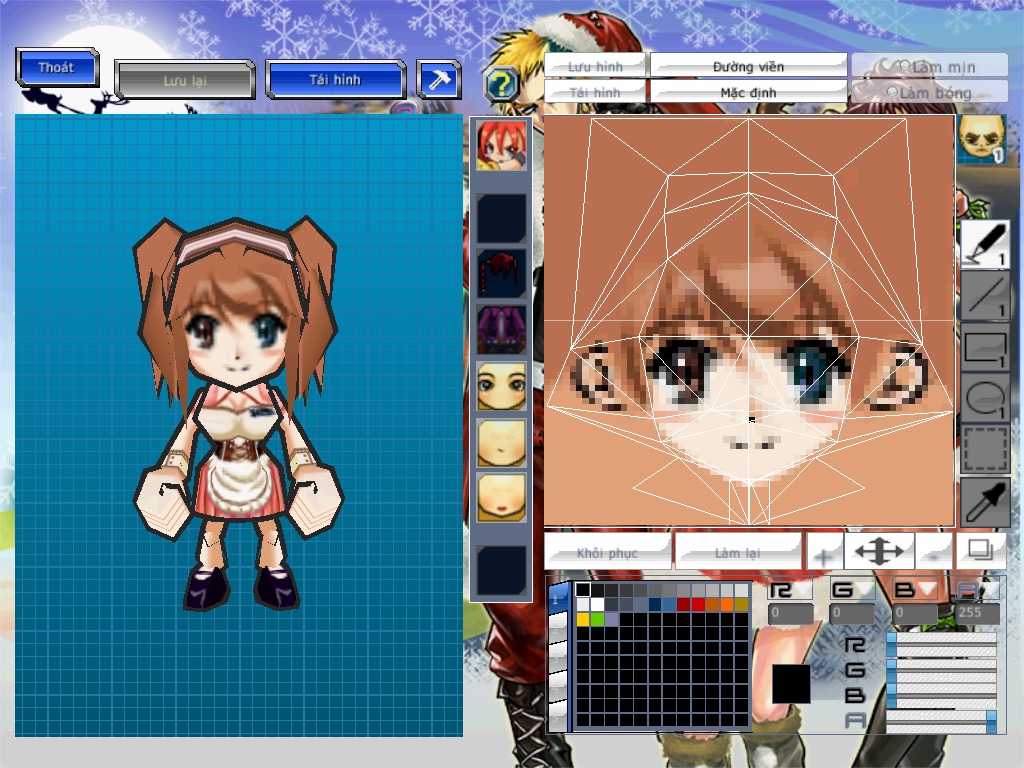 Thoát
Lưu lại
Tải hình
Lưu hình
Đường viền
Làm mịn
Tải hình
Mặc định
Làm bóng
?
1
1
1
1
1
Khôi phục
Làm lại
+
-
1
R G B A
0 0 0 255
R
G
B
A